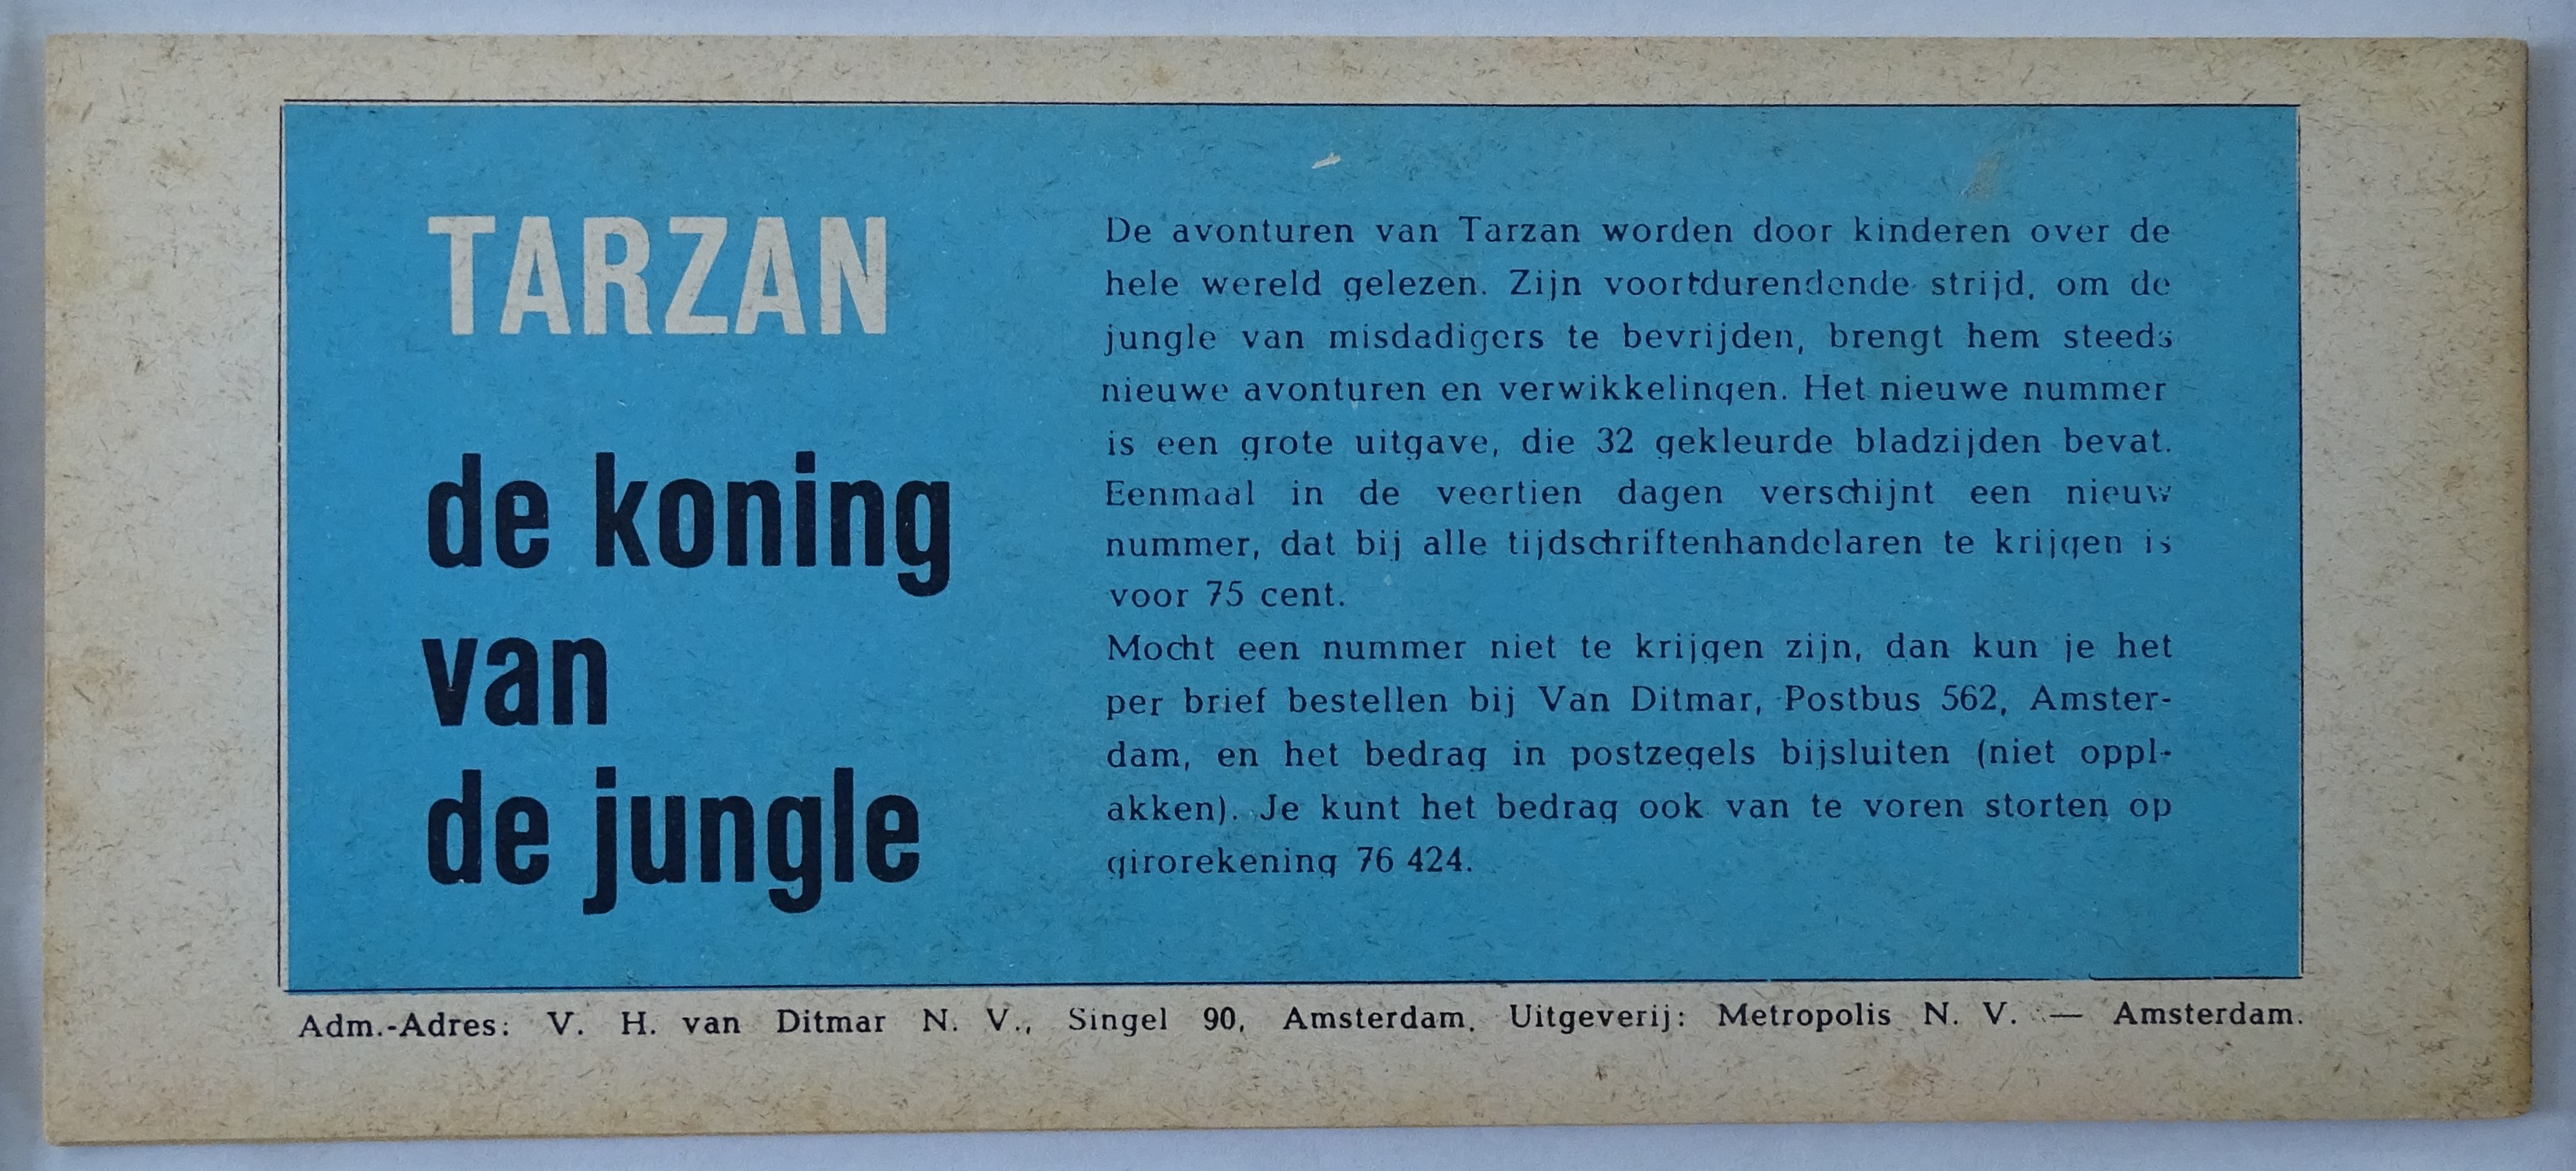 TARZAN
de koning
van
de jungle
De avonturen van Tarzan worden door kinderen over de
hele wereld gelezen. Zijn voortdurendende strijd, om de
jungle van misdadigers te bevrijden, brengt hem steeds
nieuwe avonturen en verwikkelingen. Het nieuwe nummer
is een grote uitgave, die 32 gekleurde bladzijden bevat.
Eenmaal in de veertien dagen verschijnt een nieuw
nummer, dat bij alle tijdschriftenhandelaren te krijgen is
voor 75 cent.
Mocht een nummer niet te krijgen zijn, dan kun je het
per brief bestellen bij Van Ditmar, Postbus 562, Amster-
dam, en het bedrag in postzegels bijsluiten (niet oppl-
akken). Je kunt het bedrag ook van te voren storten op
girorekening 76 424.
Adm.-Adres: V. H. van Ditmar N. V., Singel 90, Amsterdam. Uitgeverij: Metropolis N. V. — Amsterdam.